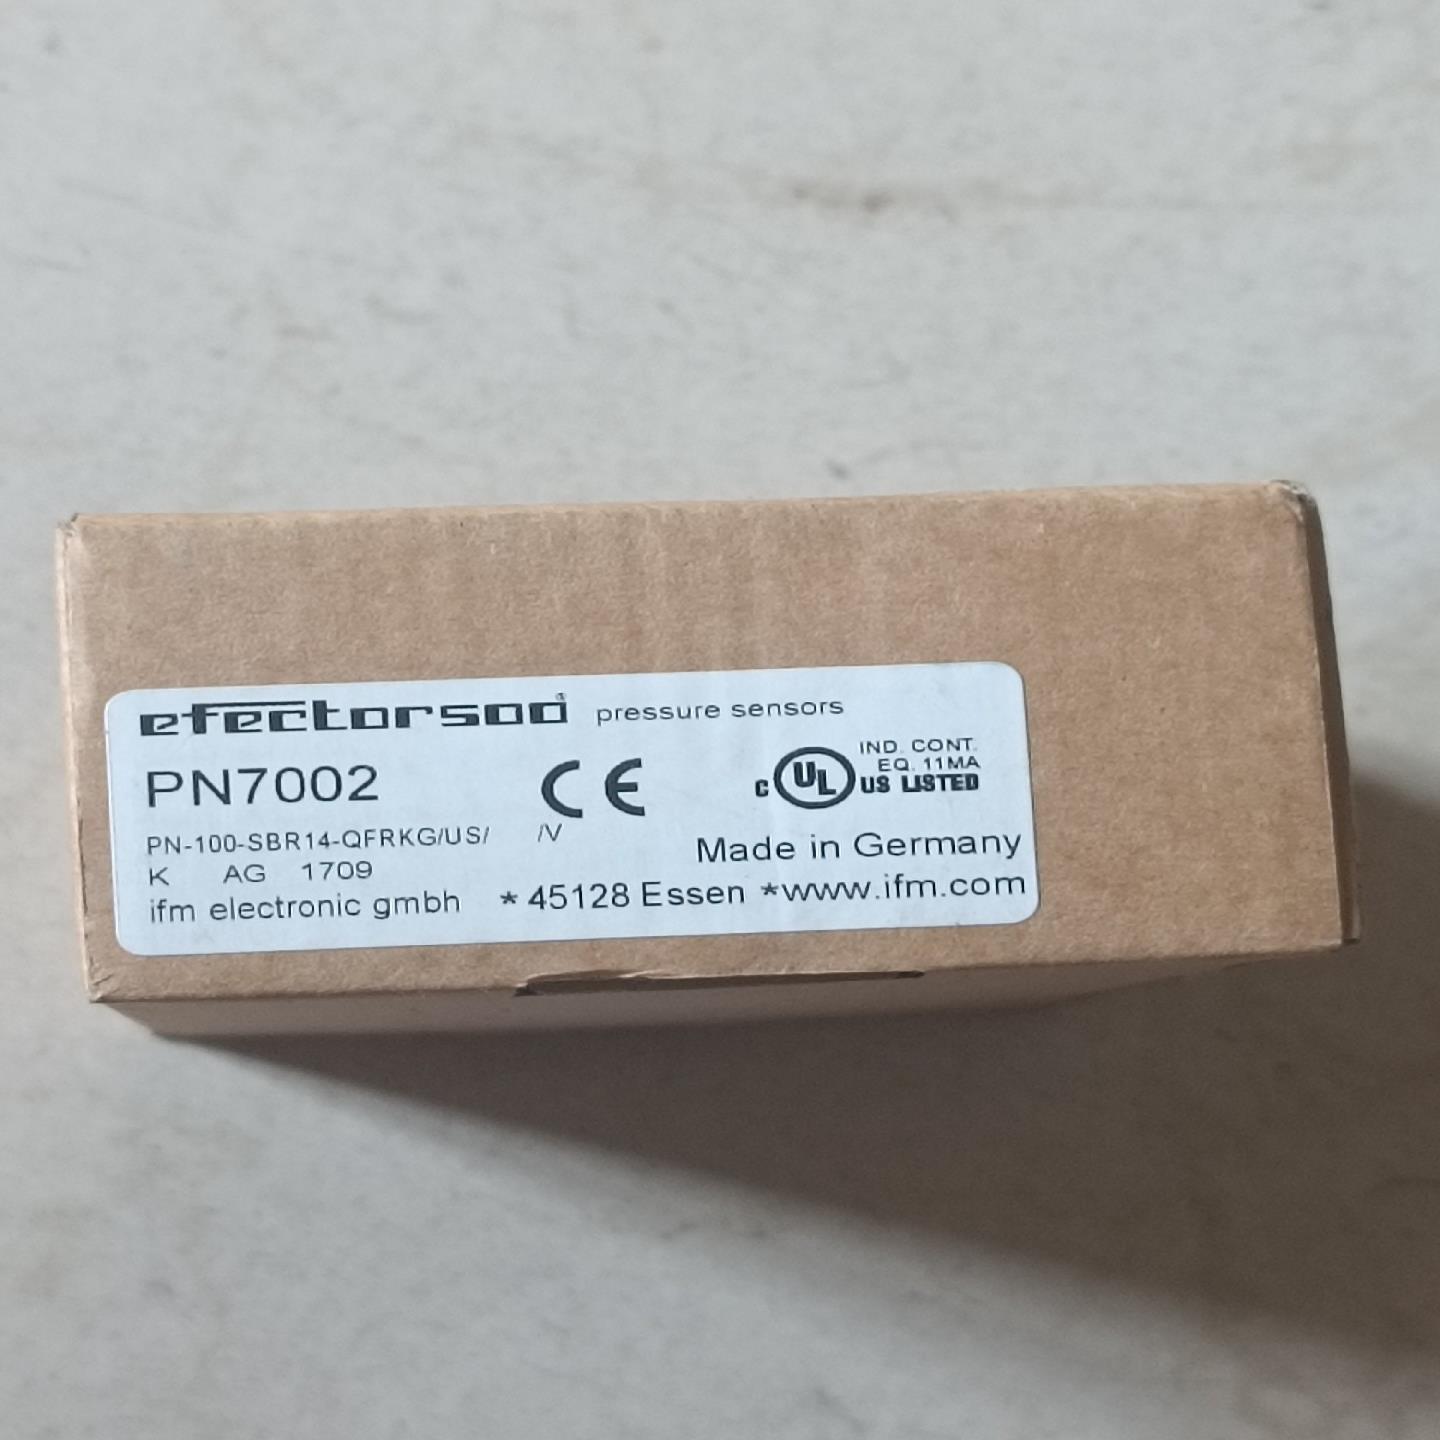 efector500® pressure sensors
PN7002
CE
C UL US LISTED
IND. CONT.
EQ. 11MA
PN-100-SBR14-QFRKG/US/ /V
K AG 1709
Made in Germany
ifm electronic gmbh * 45128 Essen *www.ifm.com